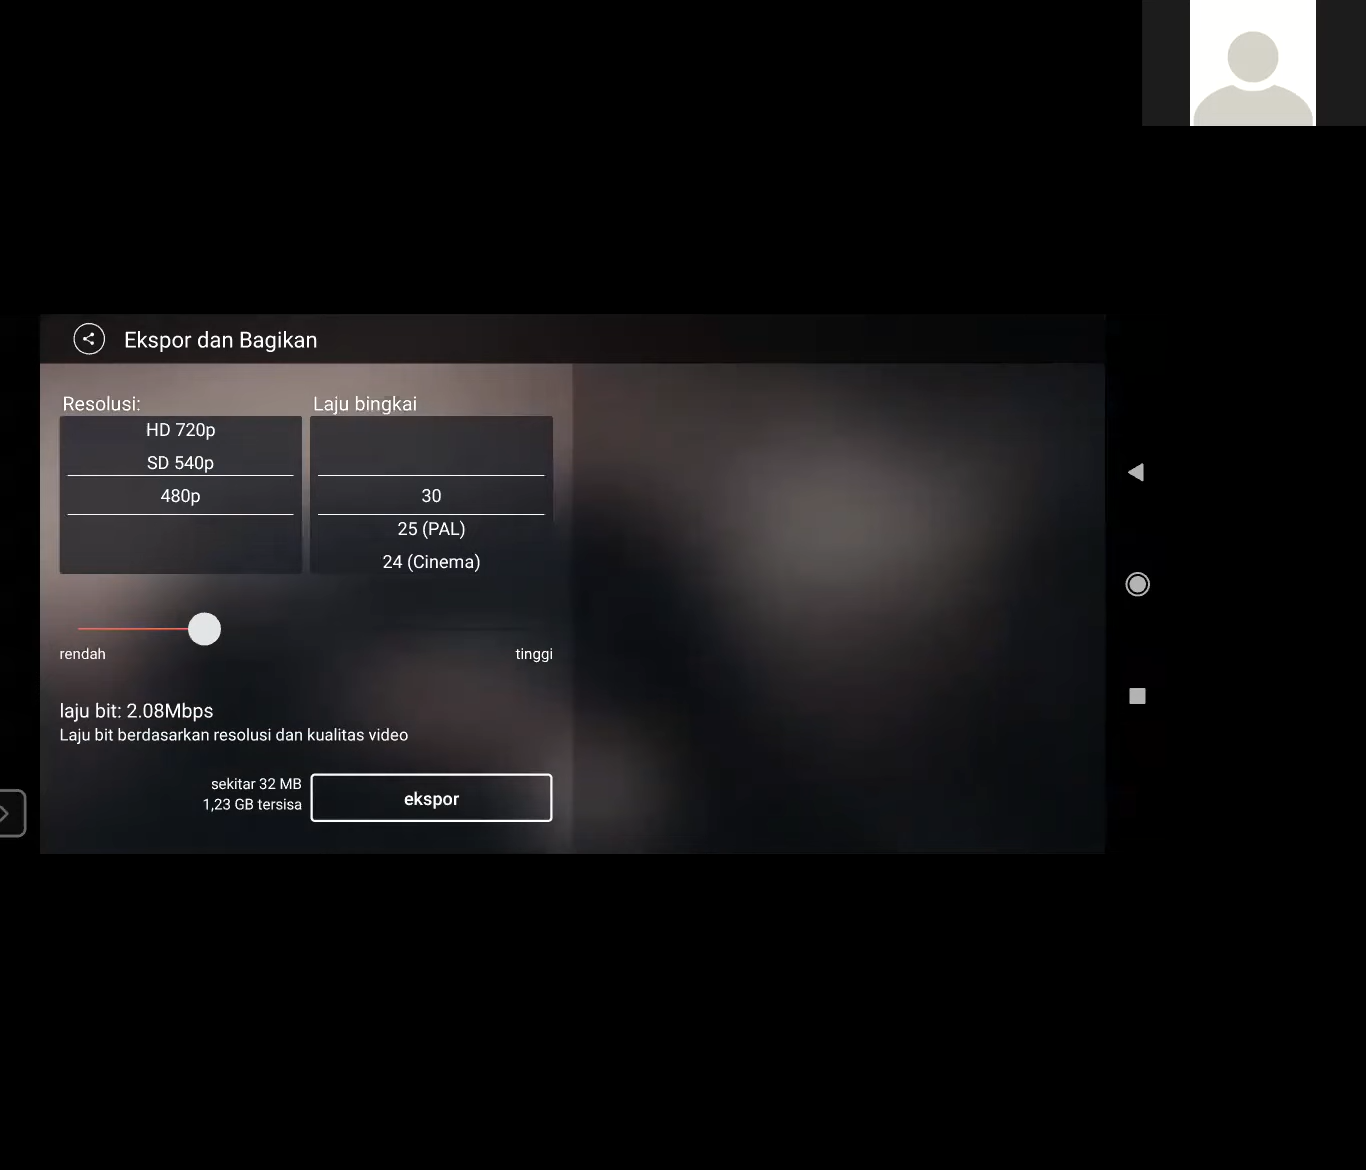 Ekspor dan Bagikan
Resolusi:
HD 720p
SD 540p
480p
Laju bingkai
30
25 (PAL)
24 (Cinema)
rendah
tinggi
laju bit: 2.08Mbps
Laju bit berdasarkan resolusi dan kualitas video
sekitar 32 MB
1,23 GB tersisa
ekspor